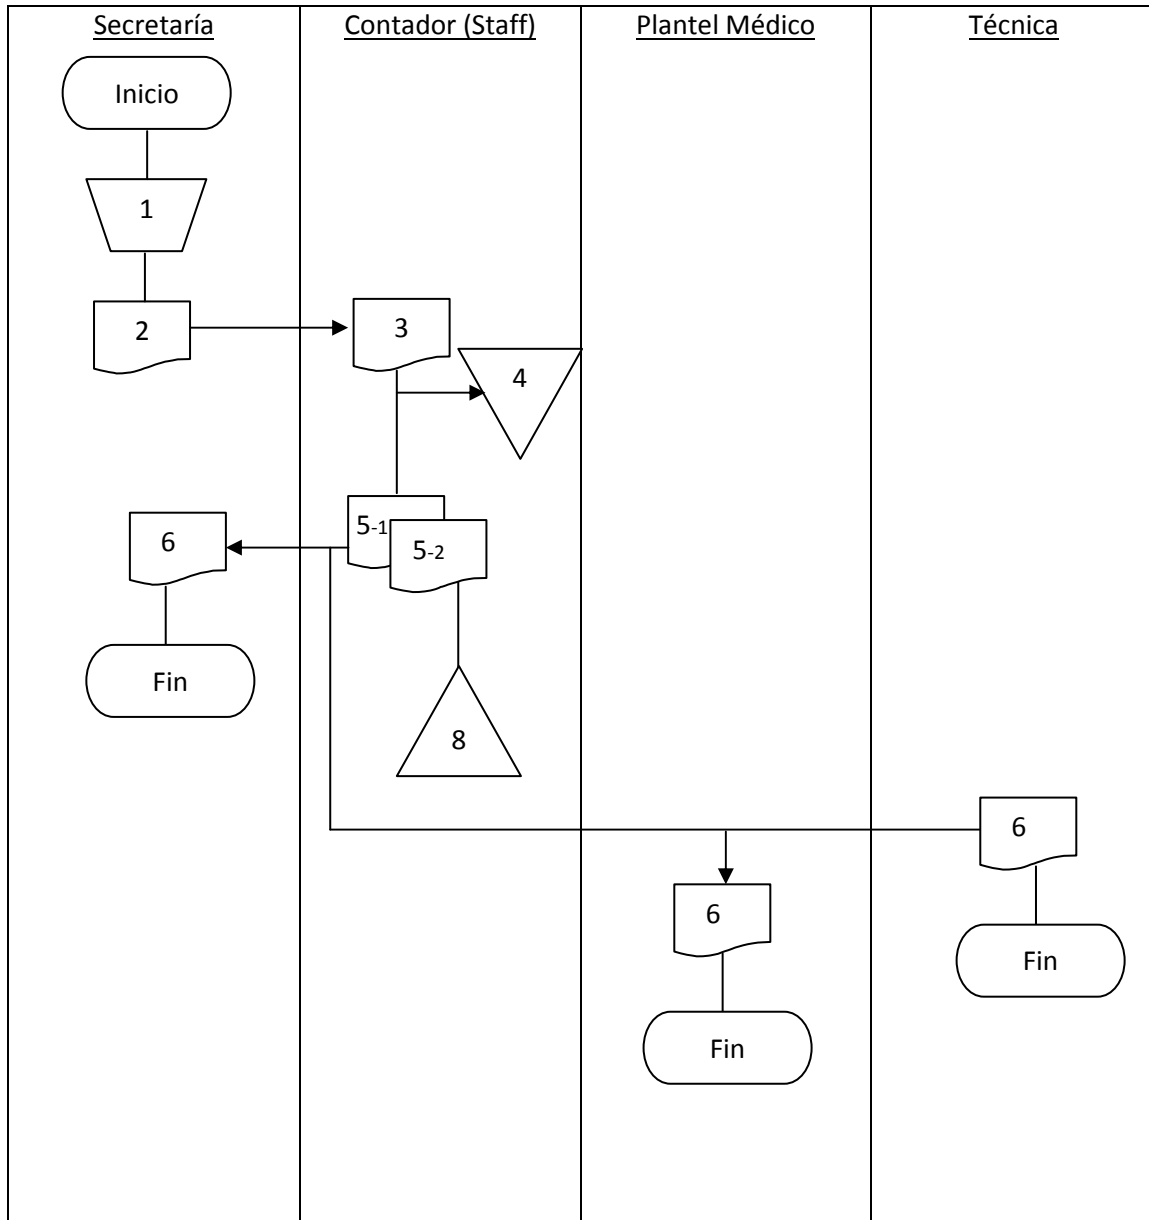 Secretaría
Contador (Staff)
Plantel Médico
Técnica
Inicio
1
2
3
4
5-1
5-2
6
Fin
8
6
6
Fin
Fin